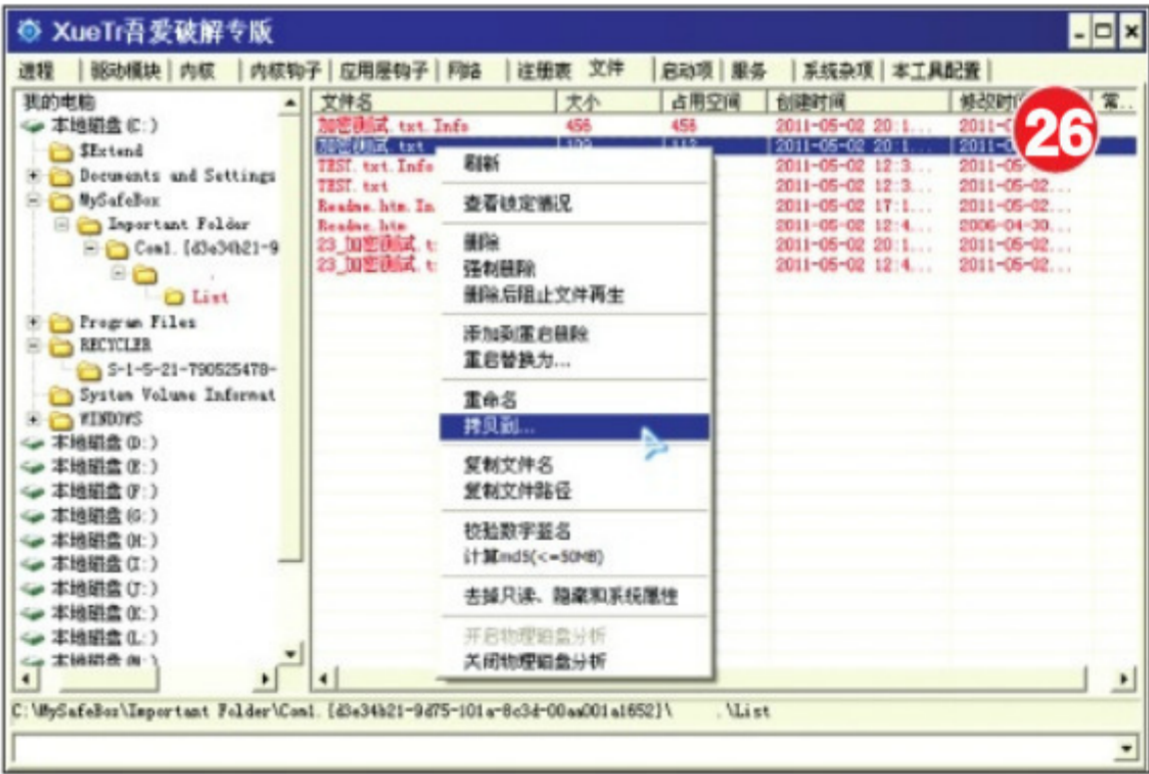 XueTr吾爱破解专版
进程 驱动模块 内核 内核钩子 应用层钩子 网络 注册表 文件 启动项 服务 系统杂项 本工具配置
我的电脑
本地磁盘(C:)
$Extend
Documents and Settings
MySafeBox
Important Folder
Com1.{d3e34b21-9
List
Program Files
RECYCLER
S-1-5-21-790525478-
System Volume Informat
WINDOWS
本地磁盘(D:)
本地磁盘(E:)
本地磁盘(F:)
本地磁盘(G:)
本地磁盘(H:)
本地磁盘(I:)
本地磁盘(J:)
本地磁盘(K:)
本地磁盘(L:)
本地磁盘
文件名 大小 占用空间 创建时间 修改时 常..
加密测试.txt.Info 456 456 2011-05-02 20:1... 2011-
加密测试.txt 2011-05-02 20:1... 2011-
TEST.txt.Info 2011-05-02 12:3... 2011-05-
TEST.txt 2011-05-02 12:3... 2011-05-02...
Readme.htm.In 2011-05-02 17:1... 2011-05-02...
Readme.htm 2011-05-02 12:4... 2006-04-30...
23_加密测试.t 2011-05-02 20:1... 2011-05-02...
23_加密测试.t 2011-05-02 12:4... 2011-05-02...
26
刷新
查看锁定情况
删除
强制删除
删除后阻止文件再生
添加到重启删除
重启替换为...
重命名
拷贝到...
复制文件名
复制文件路径
校验数字签名
计算md5(<=50MB)
去掉只读、隐藏和系统属性
开启物理磁盘分析
关闭物理磁盘分析
C:\MySafeBox\Important Folder\Com1.{d3e34b21-9d75-101a-8c3d-00aa001a1652}\ .\List